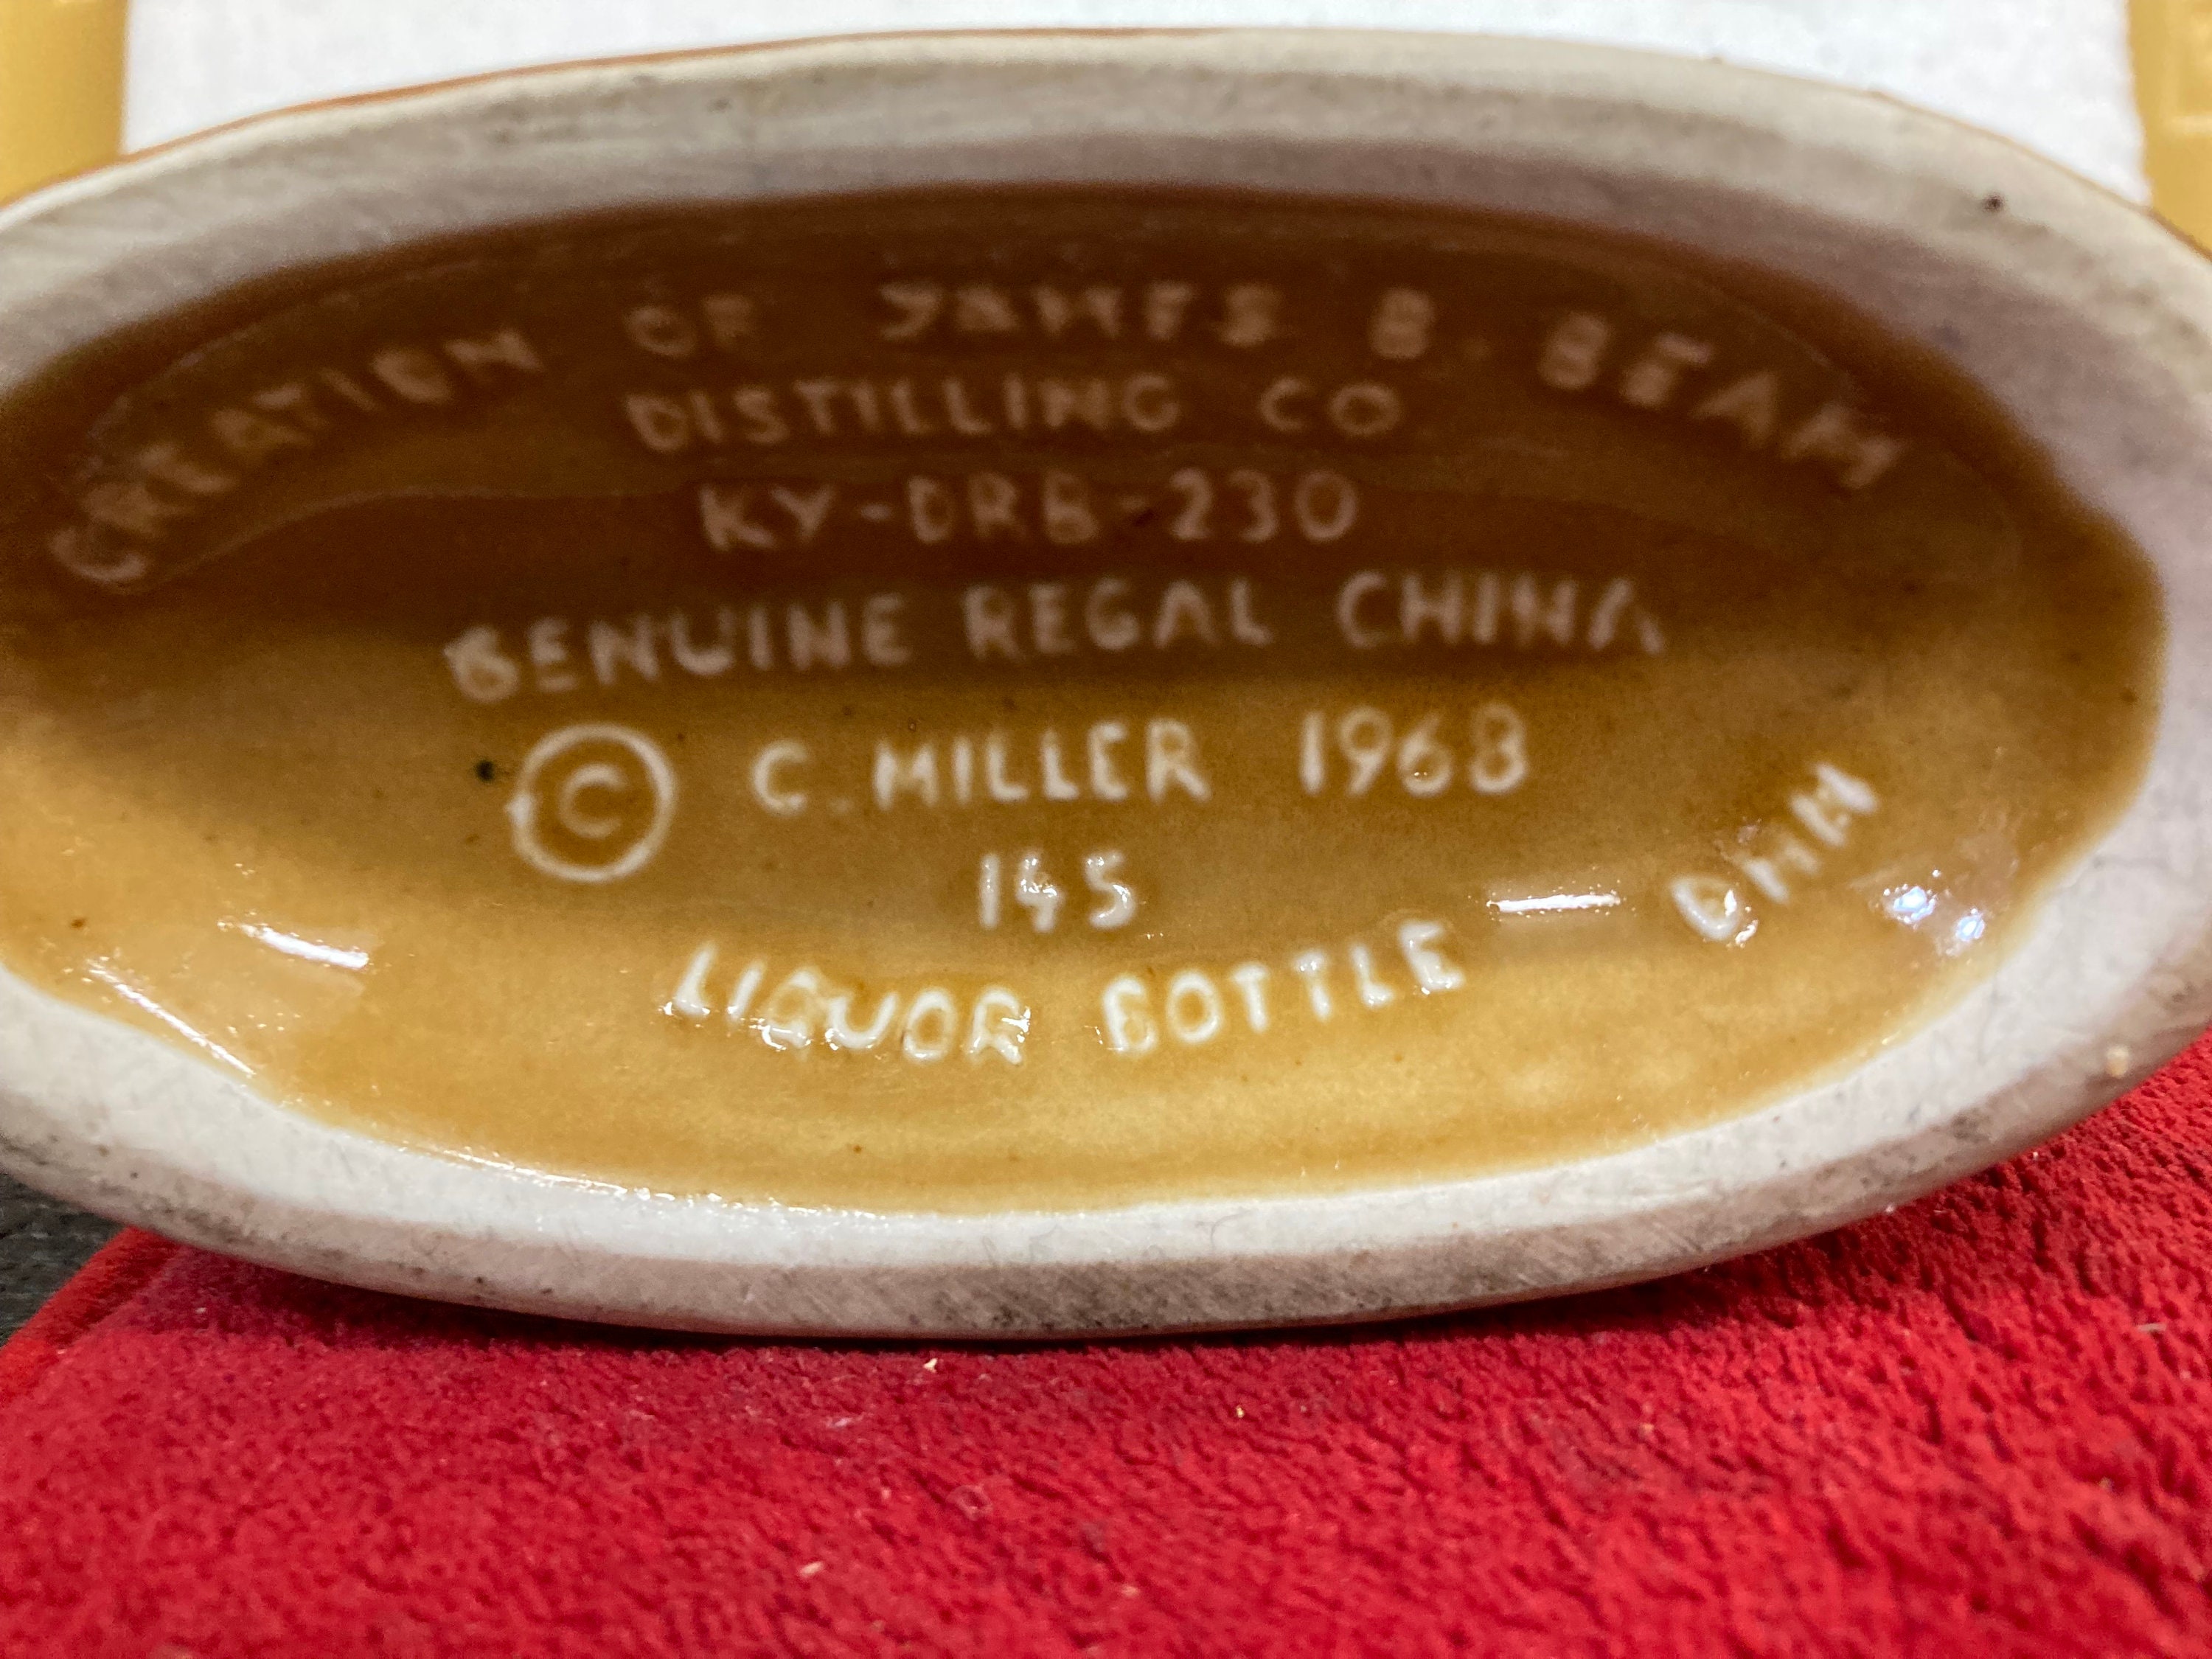 CREATION OF JAMES B. BEAM
DISTILLING CO.
KY-DRB-230
GENUINE REGAL CHINA
© C. MILLER 1968
145
LIQUOR BOTTLE